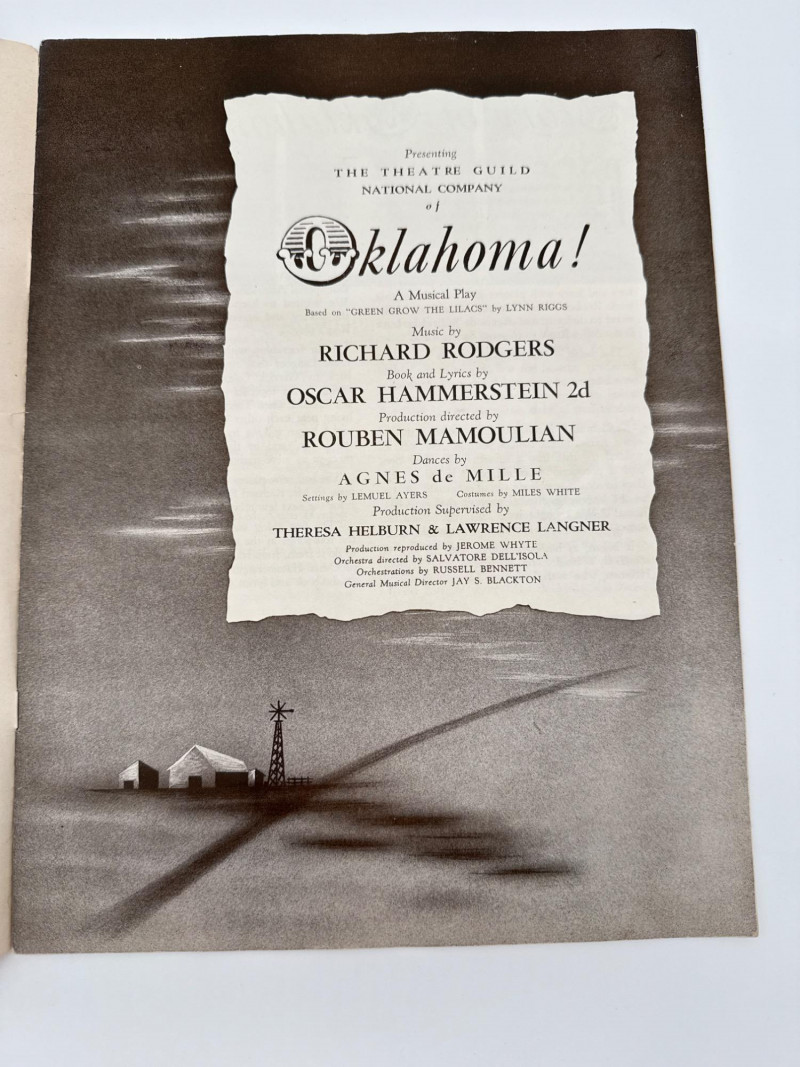 Presenting
THE THEATRE GUILD
NATIONAL COMPANY
of
Oklahoma!
A Musical Play
Based on "GREEN GROW THE LILACS" by LYNN RIGGS
Music by
RICHARD RODGERS
Book and Lyrics by
OSCAR HAMMERSTEIN 2d
Production directed by
ROUBEN MAMOULIAN
Dances by
AGNES de MILLE
Settings by LEMUEL AYERS Costumes by MILES WHITE
Production Supervised by
THERESA HELBURN & LAWRENCE LANGNER
Production reproduced by JEROME WHYTE
Orchestra directed by SALVATORE DELL'ISOLA
Orchestrations by RUSSELL BENNETT
General Musical Director JAY S. BLACKTON